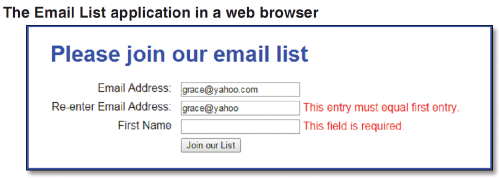 The Email List application in a web browser
Please join our email list
Email Address: grace@yahoo.com
Re-enter Email Address: grace@yahoo This entry must equal first entry.
First Name This field is required.
Join our List